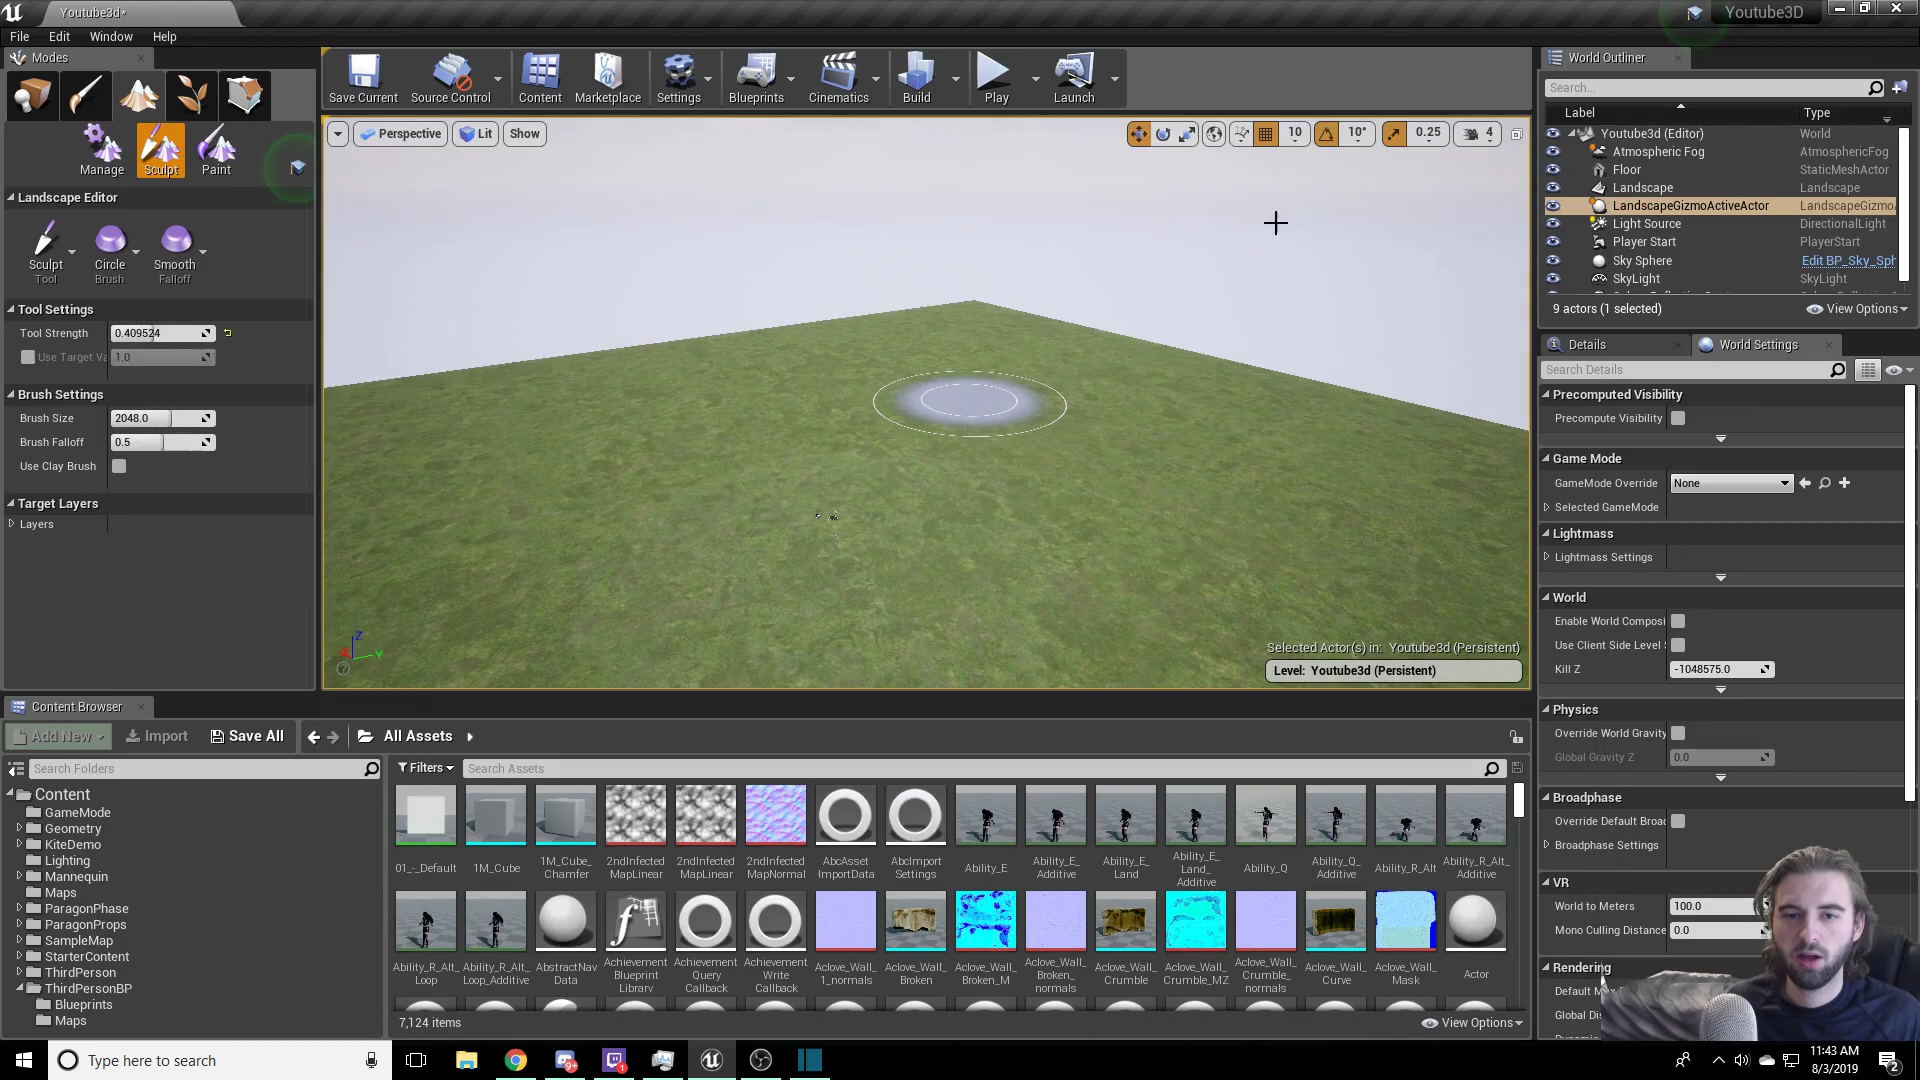 Youtube3d*
Youtube3D
File Edit Window Help
Modes
Manage Sculpt Paint
Landscape Editor
Sculpt Circle Smooth
Tool Brush Falloff
Tool Settings
Tool Strength 0.409524
Use Target Va 1.0
Brush Settings
Brush Size 2048.0
Brush Falloff 0.5
Use Clay Brush
Target Layers
Layers
Save Current Source Control Content Marketplace Settings Blueprints Cinematics Build Play Launch
Perspective Lit Show
10 10° 0.25 4
Selected Actor(s) in: Youtube3d (Persistent)
Level: Youtube3d (Persistent)
World Outliner
Search...
Label Type
Youtube3d (Editor) World
Atmospheric Fog AtmosphericFog
Floor StaticMeshActor
Landscape Landscape
LandscapeGizmoActiveActor LandscapeGizmoA
Light Source DirectionalLight
Player Start PlayerStart
Sky Sphere Edit BP_Sky_Sph
SkyLight SkyLight
9 actors (1 selected) View Options
Details World Settings
Search Details
Precomputed Visibility
Precompute Visibility
Game Mode
GameMode Override None
Selected GameMode
Lightmass
Lightmass Settings
World
Enable World Composi
Use Client Side Level
Kill Z -1048575.0
Physics
Override World Gravity
Global Gravity Z 0.0
Broadphase
Override Default Broad
Broadphase Settings
VR
World to Meters 100.0
Mono Culling Distance 0.0
Rendering
Default Ma
Global Dis
Content Browser
Add New Import Save All All Assets
Search Folders
Filters Search Assets
Content
GameMode
Geometry
KiteDemo
Lighting
Mannequin
Maps
ParagonPhase
ParagonProps
SampleMap
StarterContent
ThirdPerson
ThirdPersonBP
Blueprints
Maps
01_-_Default
1M_Cube
1M_Cube_
Chamfer
2ndInfected
MapLinear
2ndInfected
MapLinear
2ndInfected
MapNormal
AbcAsset
ImportData
AbcImport
Settings
Ability_E
Ability_E_
Additive
Ability_E_
Land
Ability_E_
Land_
Additive
Ability_Q
Ability_Q_
Additive
Ability_R_Alt
Ability_R_Alt_
Additive
Ability_R_Alt_
Loop
Ability_R_Alt_
Loop_Additive
AbstractNav
Data
Achievement
Blueprint
Library
Achievement
Query
Callback
Achievement
Write
Callback
Aclove_Wall_
1_normals
Aclove_Wall_
Broken
Aclove_Wall_
Broken_M
Aclove_Wall_
Broken_
normals
Aclove_Wall_
Crumble
Aclove_Wall_
Crumble_MZ
Aclove_Wall_
Crumble_
normals
Aclove_Wall_
Curve
Aclove_Wall_
Mask
Actor
7,124 items View Options
Type here to search
11:43 AM
8/3/2019